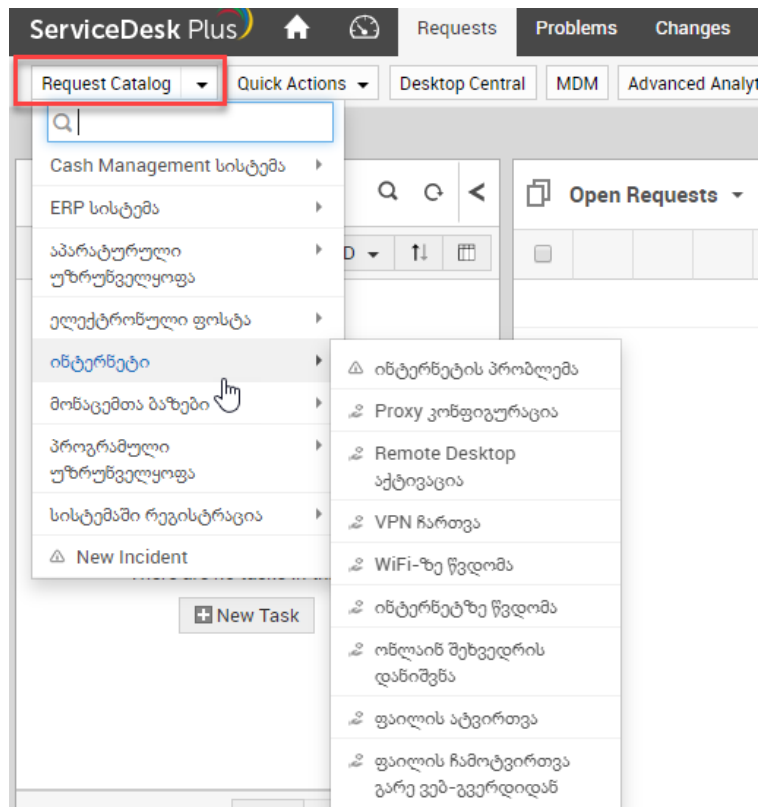 ServiceDesk Plus
Requests
Problems
Changes
Request Catalog
Quick Actions
Desktop Central
MDM
Advanced
Cash Management სისტემა
ERP სისტემა
აპარატურული
უზრუნველყოფა
ელექტრონული ფოსტა
ინტერნეტი
მონაცემთა ბაზები
პროგრამული
უზრუნველყოფა
სისტემაში რეგისტრაცია
New Incident
Open Requests
ინტერნეტის პრობლემა
Proxy კონფიგურაცია
Remote Desktop
აქტივაცია
VPN ჩართვა
WiFi-ზე წვდომა
ინტერნეტზე წვდომა
ონლაინ შეხვედრის
დანიშვნა
ფაილის ატვირთვა
ფაილის ჩამოტვირთვა
გარე ვებ-გვერდიდან
New Task